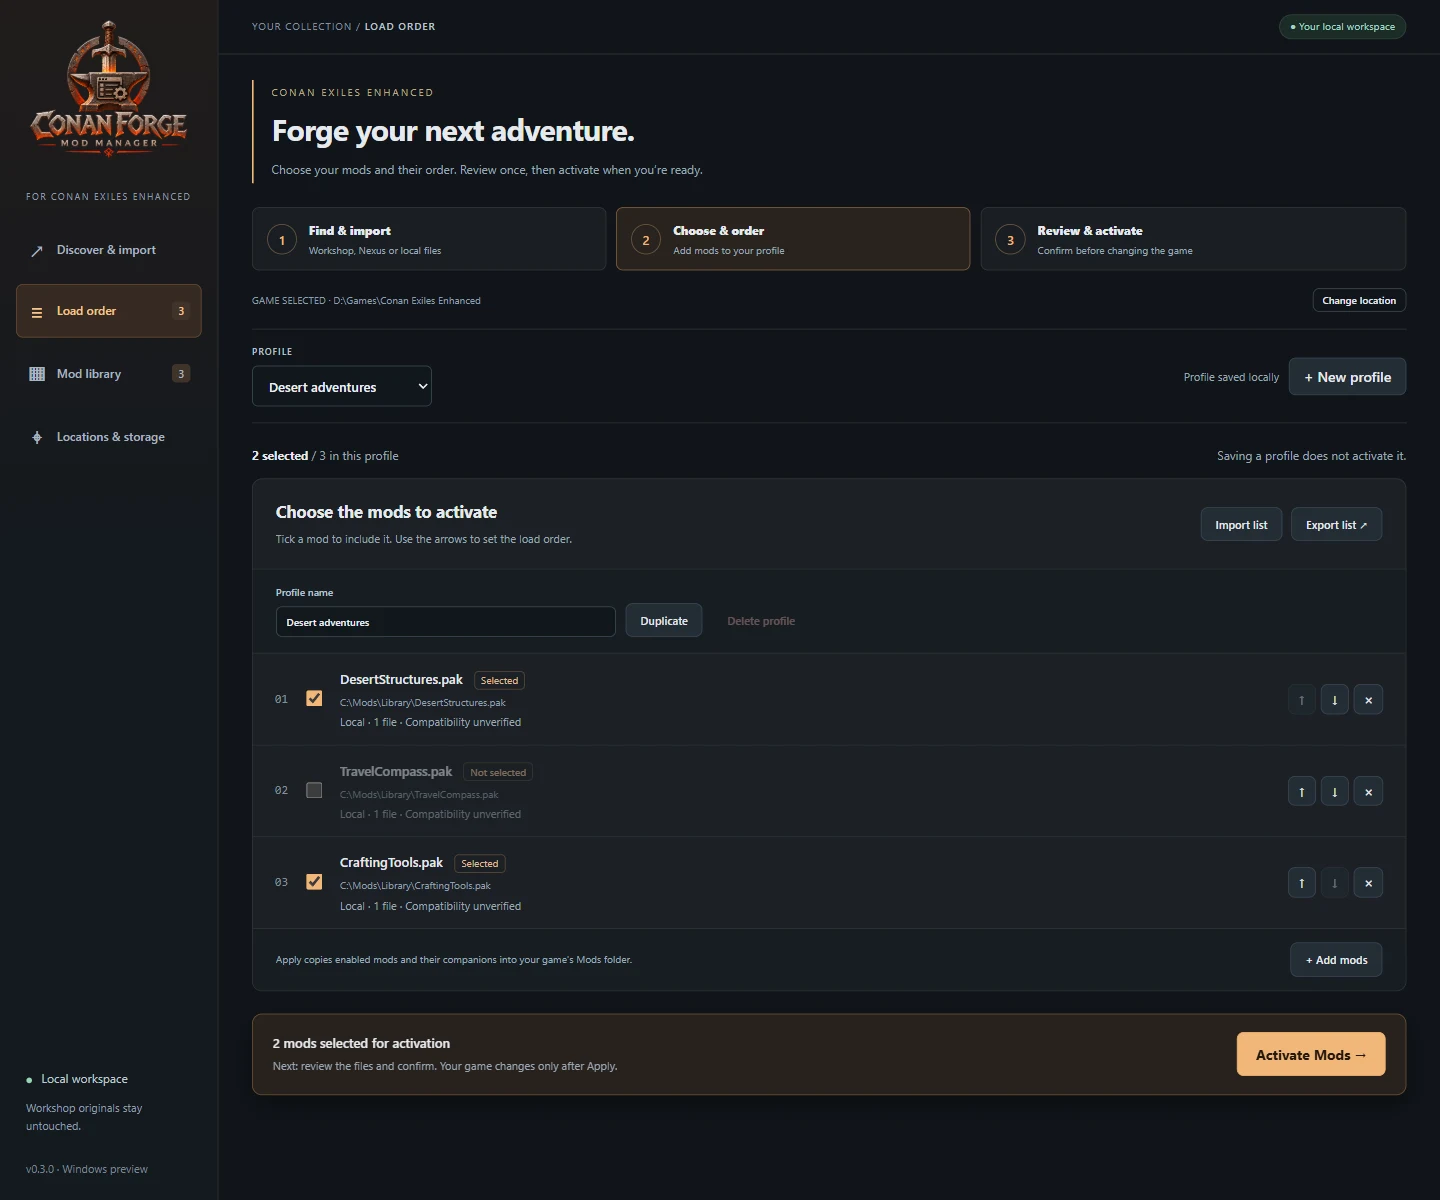 CONAN FORGE
MOD MANAGER
FOR CONAN EXILES ENHANCED
Discover & import
Load order 3
Mod library 3
Locations & storage
Local workspace
Workshop originals stay
untouched.
v0.3.0 · Windows preview
YOUR COLLECTION / LOAD ORDER
Your local workspace
CONAN EXILES ENHANCED
Forge your next adventure.
Choose your mods and their order. Review once, then activate when you're ready.
1 Find & import
Workshop, Nexus or local files
2 Choose & order
Add mods to your profile
3 Review & activate
Confirm before changing the game
GAME SELECTED · D:\Games\Conan Exiles Enhanced
Change location
PROFILE
Desert adventures
Profile saved locally
+ New profile
2 selected / 3 in this profile
Saving a profile does not activate it.
Choose the mods to activate
Tick a mod to include it. Use the arrows to set the load order.
Import list
Export list ↗
Profile name
Desert adventures
Duplicate
Delete profile
01 DesertStructures.pak Selected
C:\Mods\Library\DesertStructures.pak
Local · 1 file · Compatibility unverified
↑ ↓ ×
02 TravelCompass.pak Not selected
C:\Mods\Library\TravelCompass.pak
Local · 1 file · Compatibility unverified
↑ ↓ ×
03 CraftingTools.pak Selected
C:\Mods\Library\CraftingTools.pak
Local · 1 file · Compatibility unverified
↑ ↓ ×
Apply copies enabled mods and their companions into your game's Mods folder.
+ Add mods
2 mods selected for activation
Next: review the files and confirm. Your game changes only after Apply.
Activate Mods →